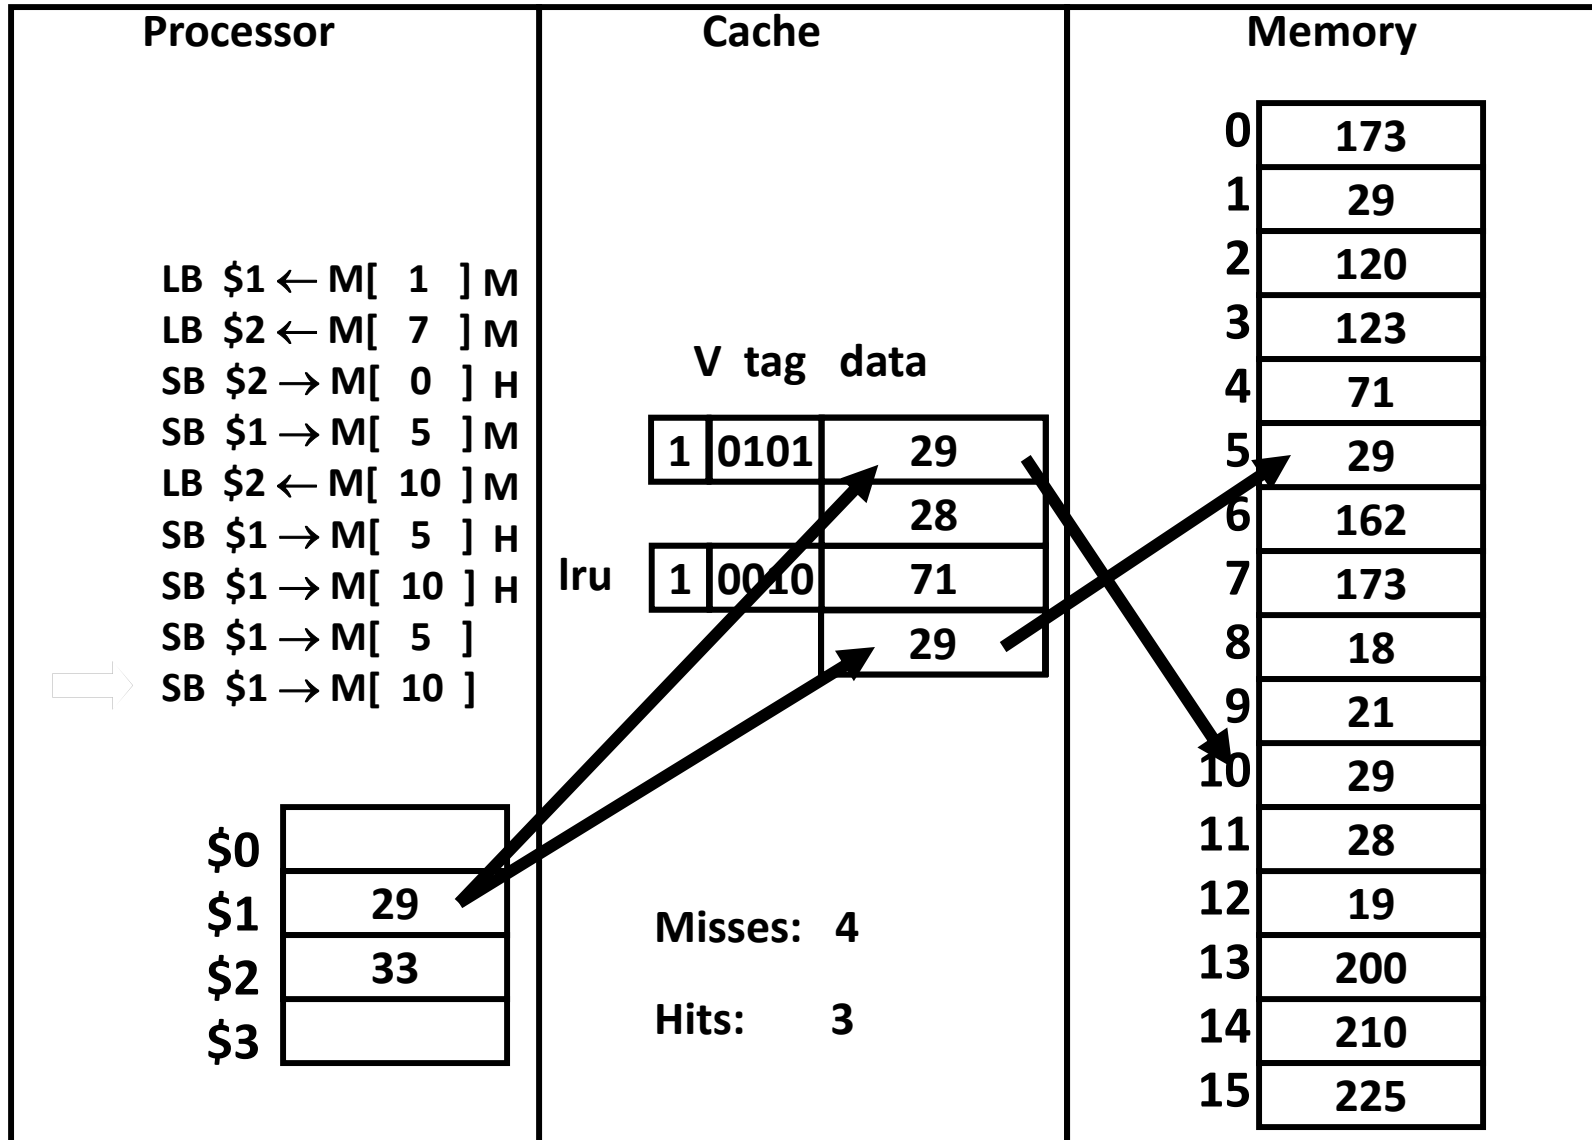 Processor
LB $1 ← M[ 1 ] M
LB $2 ← M[ 7 ] M
SB $2 → M[ 0 ] H
SB $1 → M[ 5 ] M
LB $2 ← M[ 10 ] M
SB $1 → M[ 5 ] H
SB $1 → M[ 10 ] H
SB $1 → M[ 5 ]
SB $1 → M[ 10 ]
$0
$1 29
$2 33
$3
Cache
V tag data
1 0101 29
28
lru 1 0010 71
29
Misses: 4
Hits: 3
Memory
0 173
1 29
2 120
3 123
4 71
5 29
6 162
7 173
8 18
9 21
10 29
11 28
12 19
13 200
14 210
15 225